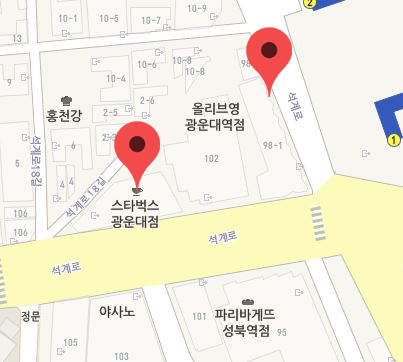 2
10-9
10-1
10-5
10-7
13
10-6
10-8
98
10-4
10-8
9
2-6
홍천강
2-5
올리브영
광운대역점
석계로
1
5
2-3
석계로18길
102
98-1
6
4
4
석계로18길
스타벅스
광운대점
106
106
석계로
석계로
정문
야사노
101
파리바게뜨
성북역점
95
105
103